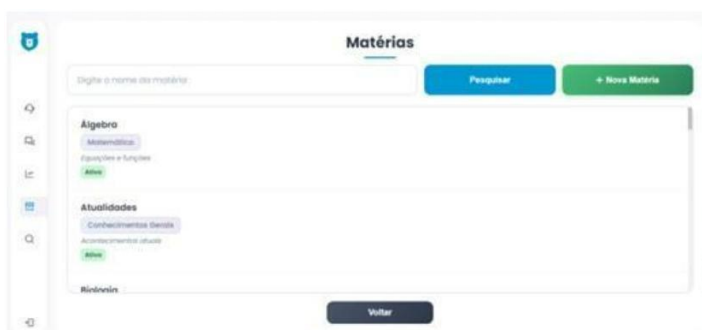 Matérias
Digite o nome da matéria
Pesquisar
+ Nova Matéria
Álgebra
Matemática
Equações e funções
Ativo
Atualidades
Conhecimentos Gerais
Acontecimentos atuais
Ativo
Biologia
Voltar